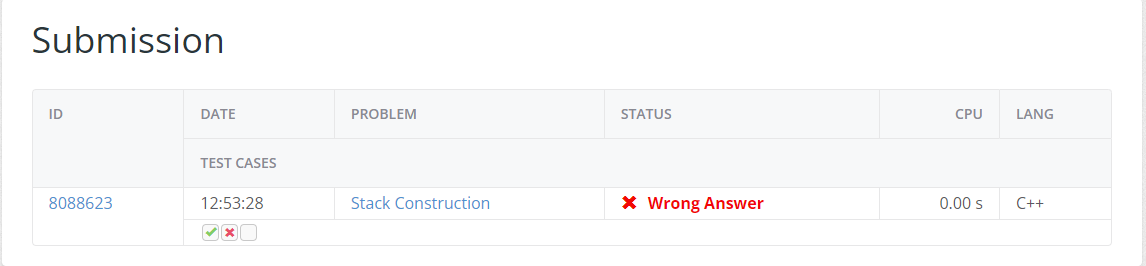 Submission
ID DATE PROBLEM STATUS CPU LANG
TEST CASES
8088623 12:53:28 Stack Construction Wrong Answer 0.00 s C++